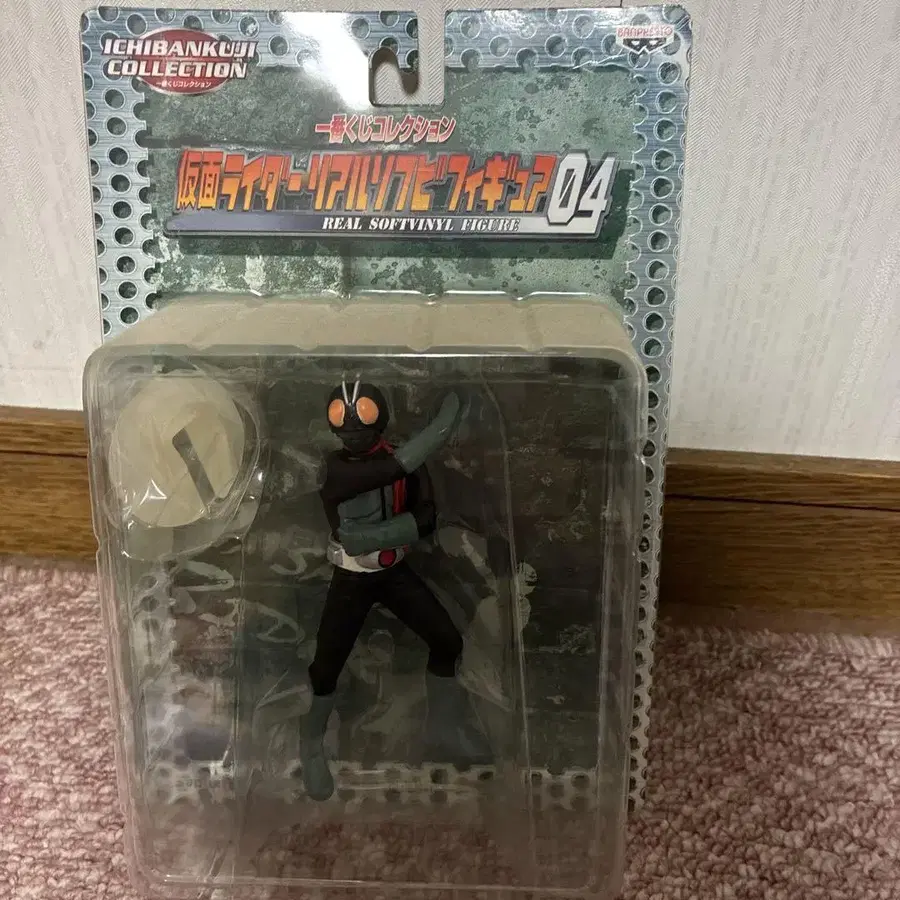 ICHIBANKUJI
COLLECTION
一番くじコレクション
BANPRESTO
一番くじコレクション
仮面ライダーリアルソフビフィギュア04
REAL SOFTVINYL FIGURE